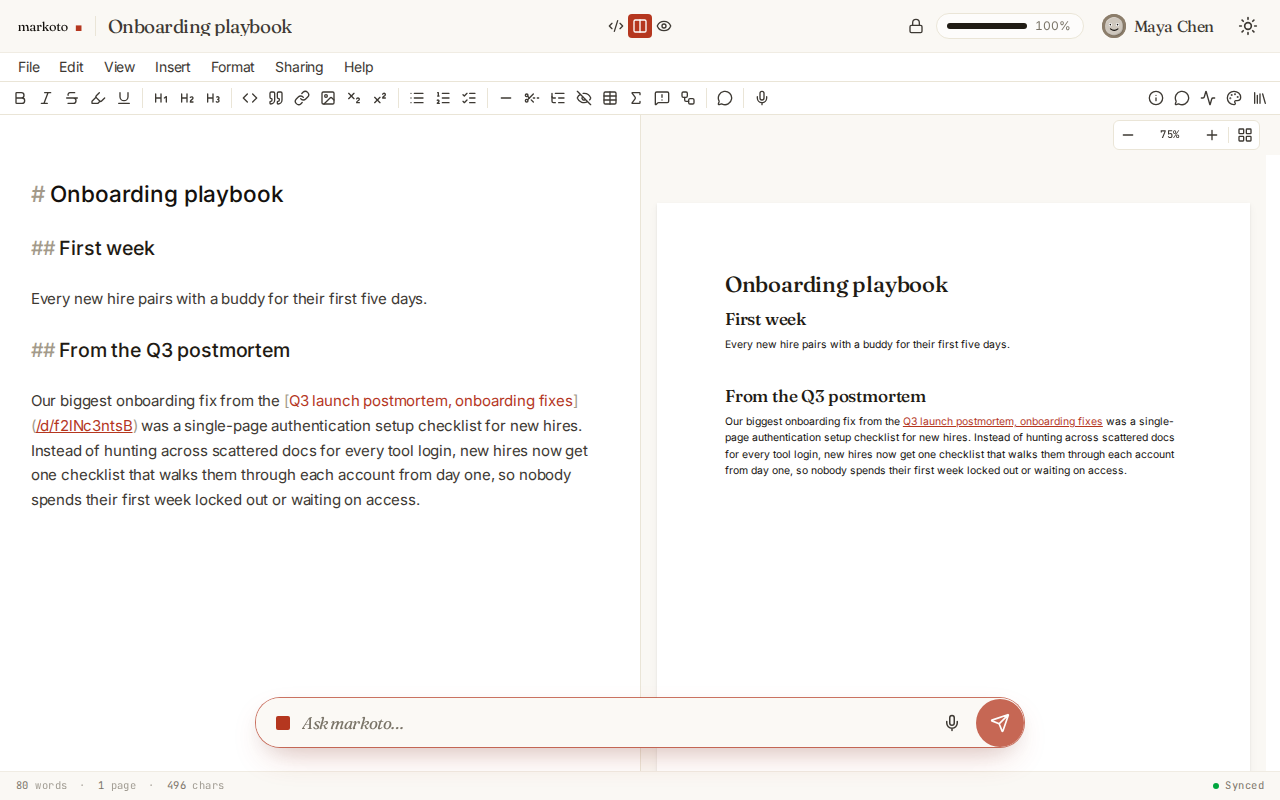 markoto
Onboarding playbook
100%
Maya Chen
File Edit View Insert Format Sharing Help
H1 H2 H3
75%
# Onboarding playbook
## First week
Every new hire pairs with a buddy for their first five days.
## From the Q3 postmortem
Our biggest onboarding fix from the [Q3 launch postmortem, onboarding fixes]
(/d/f2lNc3ntsB) was a single-page authentication setup checklist for new hires.
Instead of hunting across scattered docs for every tool login, new hires now get
one checklist that walks them through each account from day one, so nobody
spends their first week locked out or waiting on access.
Onboarding playbook
First week
Every new hire pairs with a buddy for their first five days.
From the Q3 postmortem
Our biggest onboarding fix from the Q3 launch postmortem, onboarding fixes was a single-
page authentication setup checklist for new hires. Instead of hunting across scattered docs
for every tool login, new hires now get one checklist that walks them through each account
from day one, so nobody spends their first week locked out or waiting on access.
Ask markoto...
80 words · 1 page · 496 chars
Synced